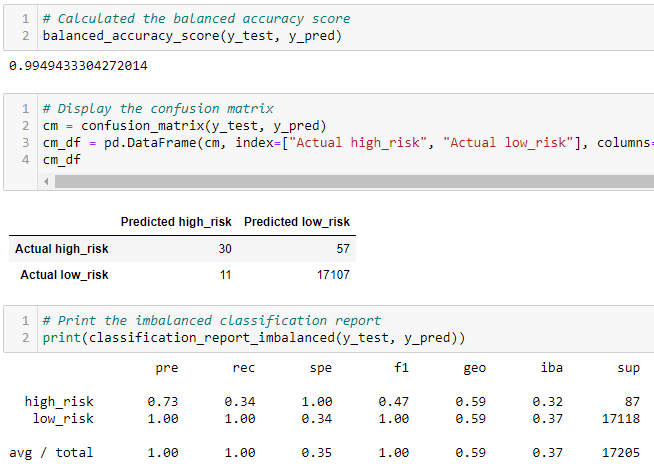 1 # Calculated the balanced accuracy score
2 balanced_accuracy_score(y_test, y_pred)
0.9949433304272014
1 # Display the confusion matrix
2 cm = confusion_matrix(y_test, y_pred)
3 cm_df = pd.DataFrame(cm, index=["Actual high_risk", "Actual low_risk"], columns=
4 cm_df
Predicted high_risk Predicted low_risk
Actual high_risk 30 57
Actual low_risk 11 17107
1 # Print the imbalanced classification report
2 print(classification_report_imbalanced(y_test, y_pred))
pre rec spe f1 geo iba sup
high_risk 0.73 0.34 1.00 0.47 0.59 0.32 87
low_risk 1.00 1.00 0.34 1.00 0.59 0.37 17118
avg / total 1.00 1.00 0.35 1.00 0.59 0.37 17205